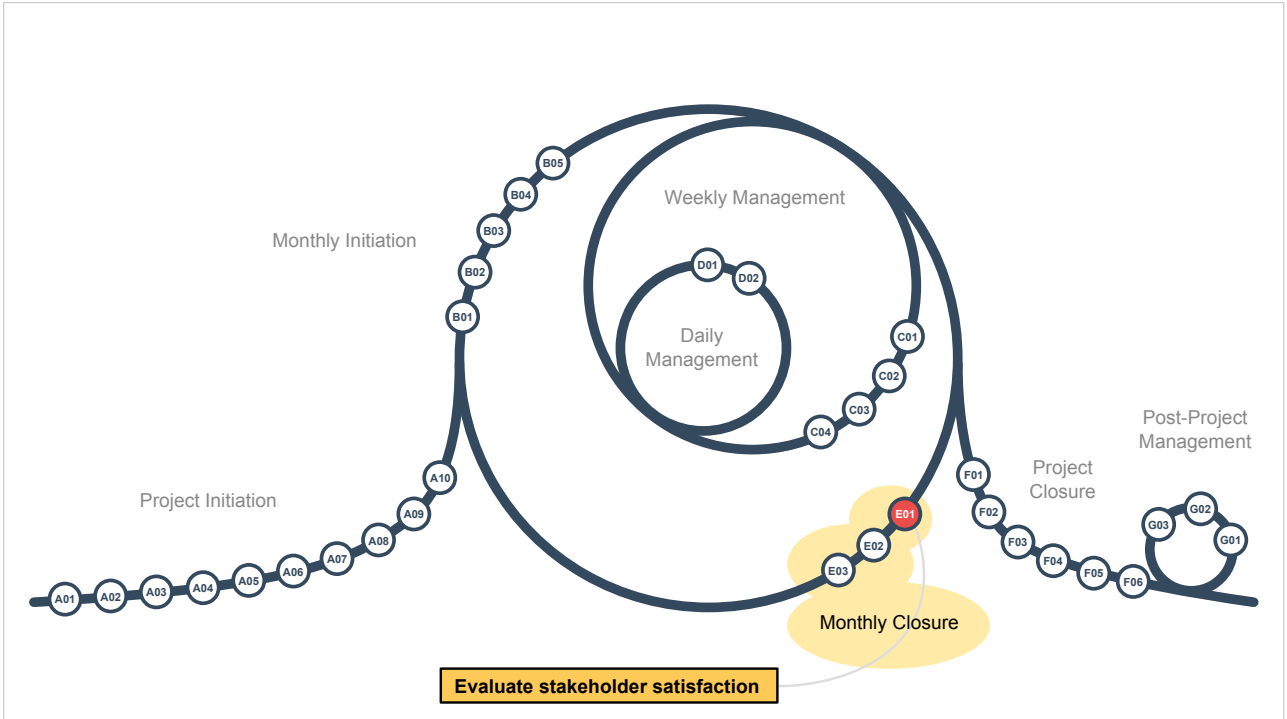 B05
B04
B03
B02
B01
Monthly Initiation
Weekly Management
D01
D02
Daily
Management
C01
C02
C03
C04
Post-Project
Management
Project
Closure
Project Initiation
A01
A02
A03
A04
A05
A06
A07
A08
A09
A10
E01
E02
E03
Monthly Closure
F01
F02
F03
F04
F05
F06
G03
G02
G01
Evaluate stakeholder satisfaction